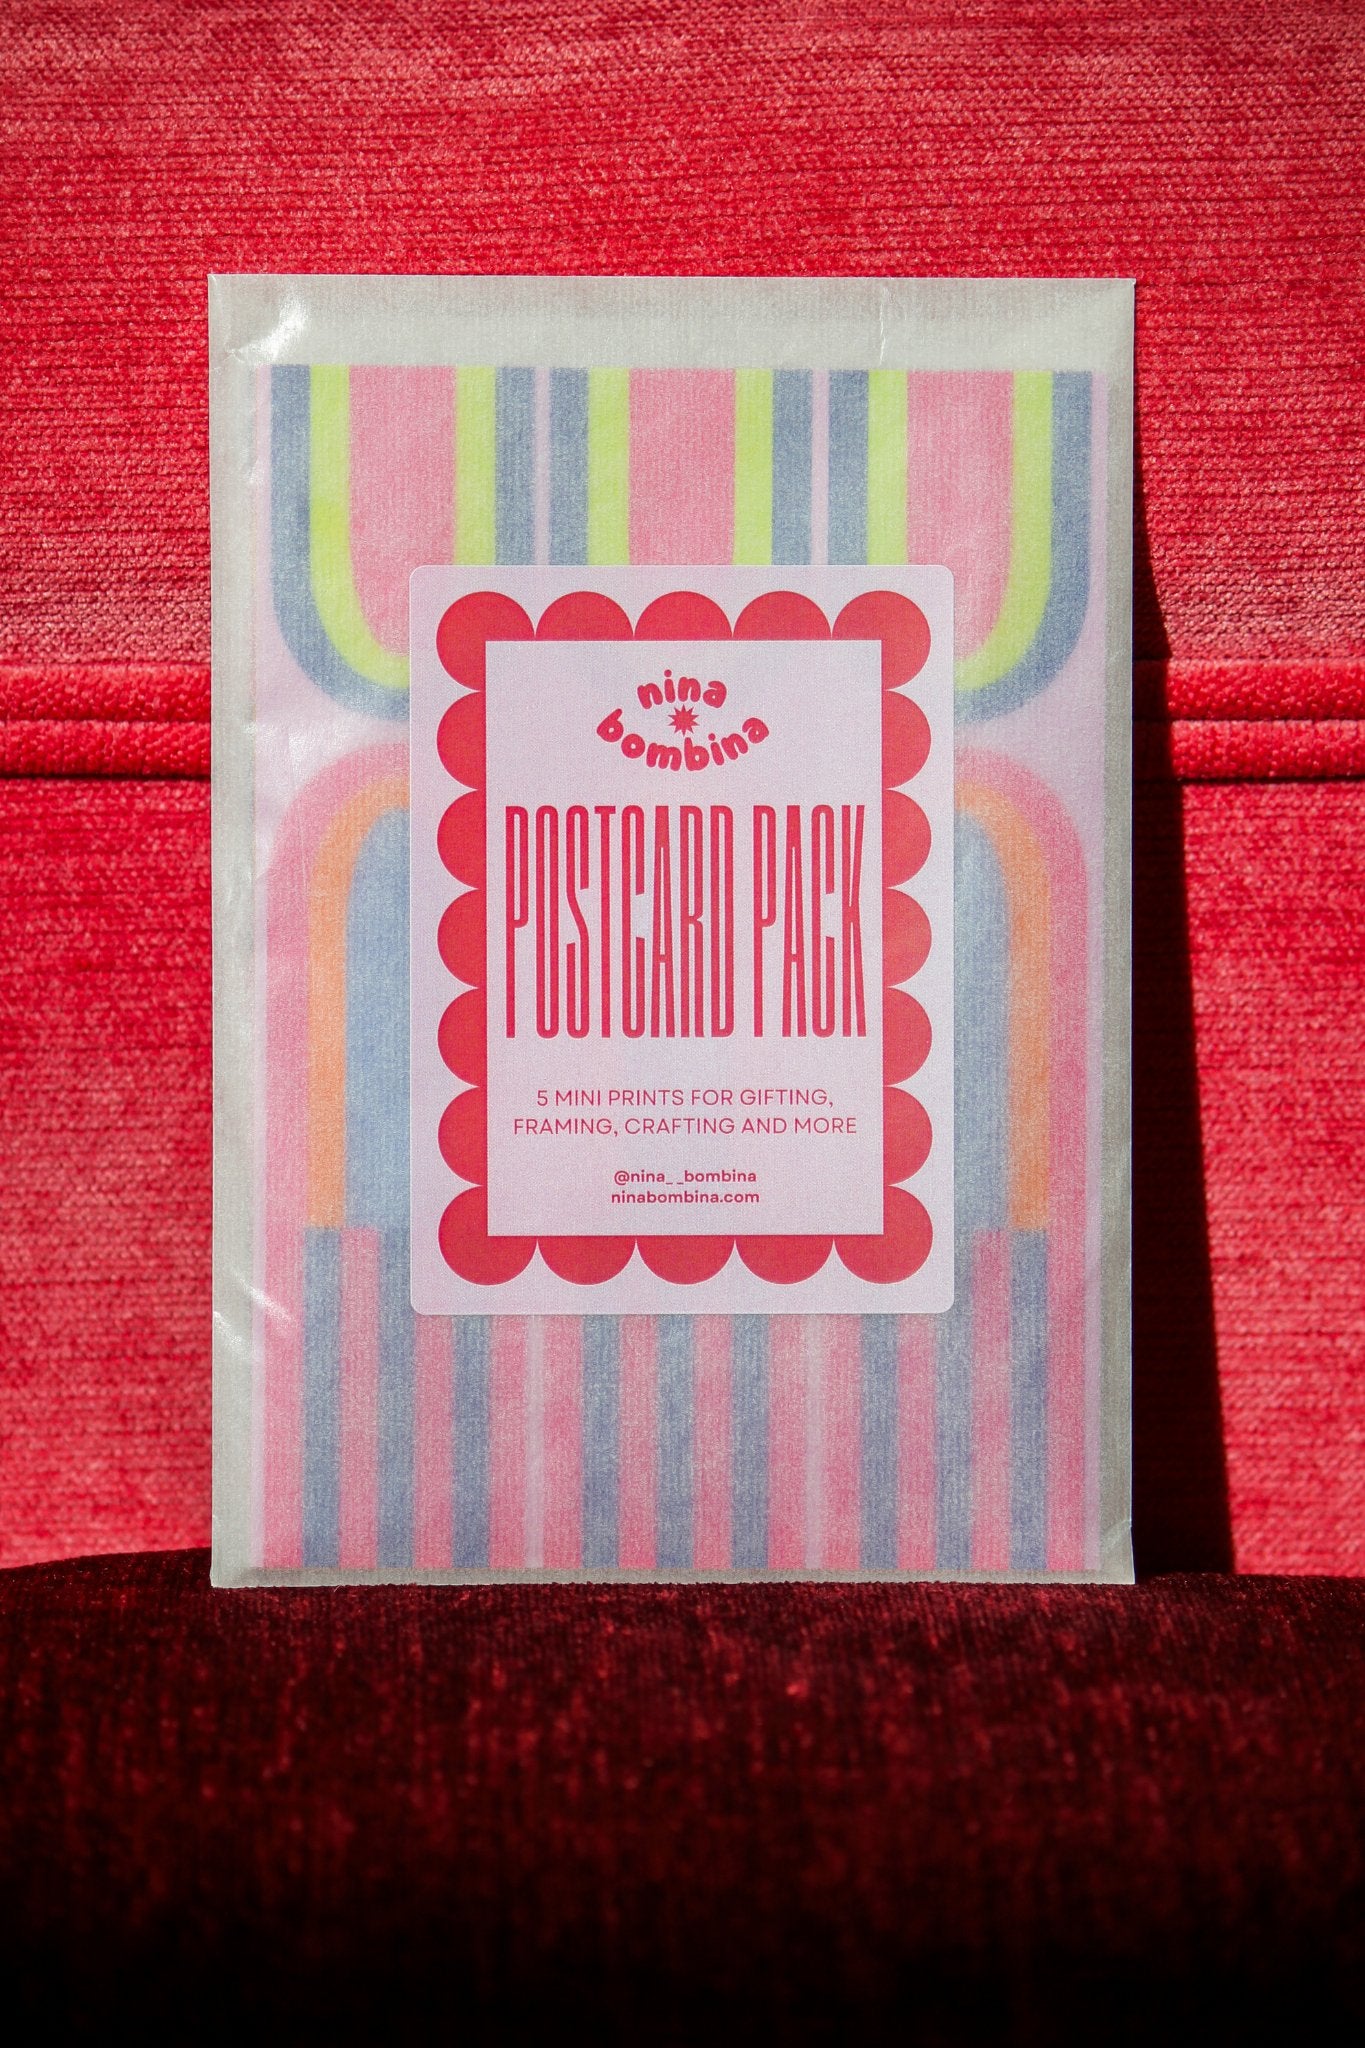 nina
bombina
POSTCARD PACK
5 MINI PRINTS FOR GIFTING,
FRAMING, CRAFTING AND MORE
@nina__bombina
ninabombina.com